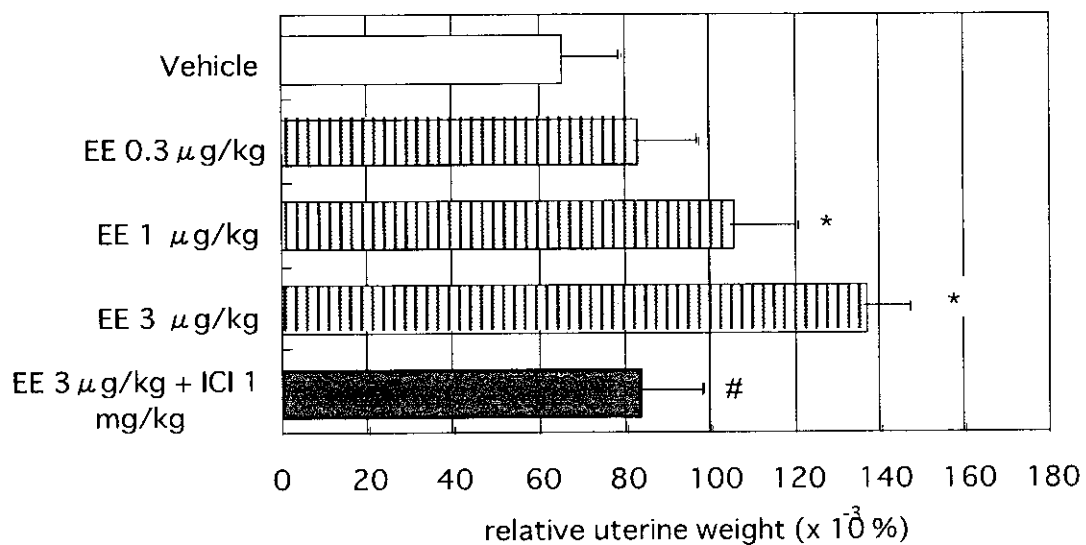 Vehicle
EE 0.3 μg/kg
EE 1 μg/kg
*
EE 3 μg/kg
*
EE 3 μg/kg + ICI 1
mg/kg
#
0 20 40 60 80 100 120 140 160 180
relative uterine weight (x 10⁻³ %)